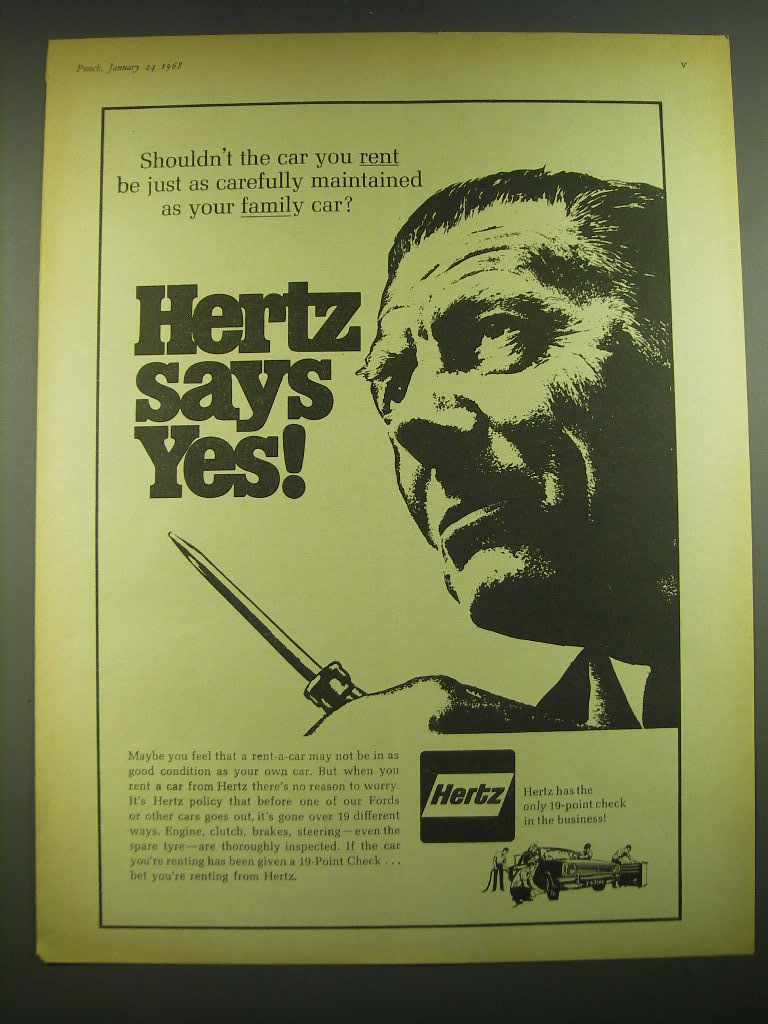 Punch, January 24 1968
v
Shouldn't the car you rent
be just as carefully maintained
as your family car?
Hertz
says
Yes!
Maybe you feel that a rent-a-car may not be in as
good condition as your own car. But when you
rent a car from Hertz there's no reason to worry.
It's Hertz policy that before one of our Fords
or other cars goes out, it's gone over 19 different
ways. Engine, clutch, brakes, steering—even the
spare tyre—are thoroughly inspected. If the car
you're renting has been given a 19-Point Check . . .
bet you're renting from Hertz.
Hertz
Hertz has the
only 19-point check
in the business!